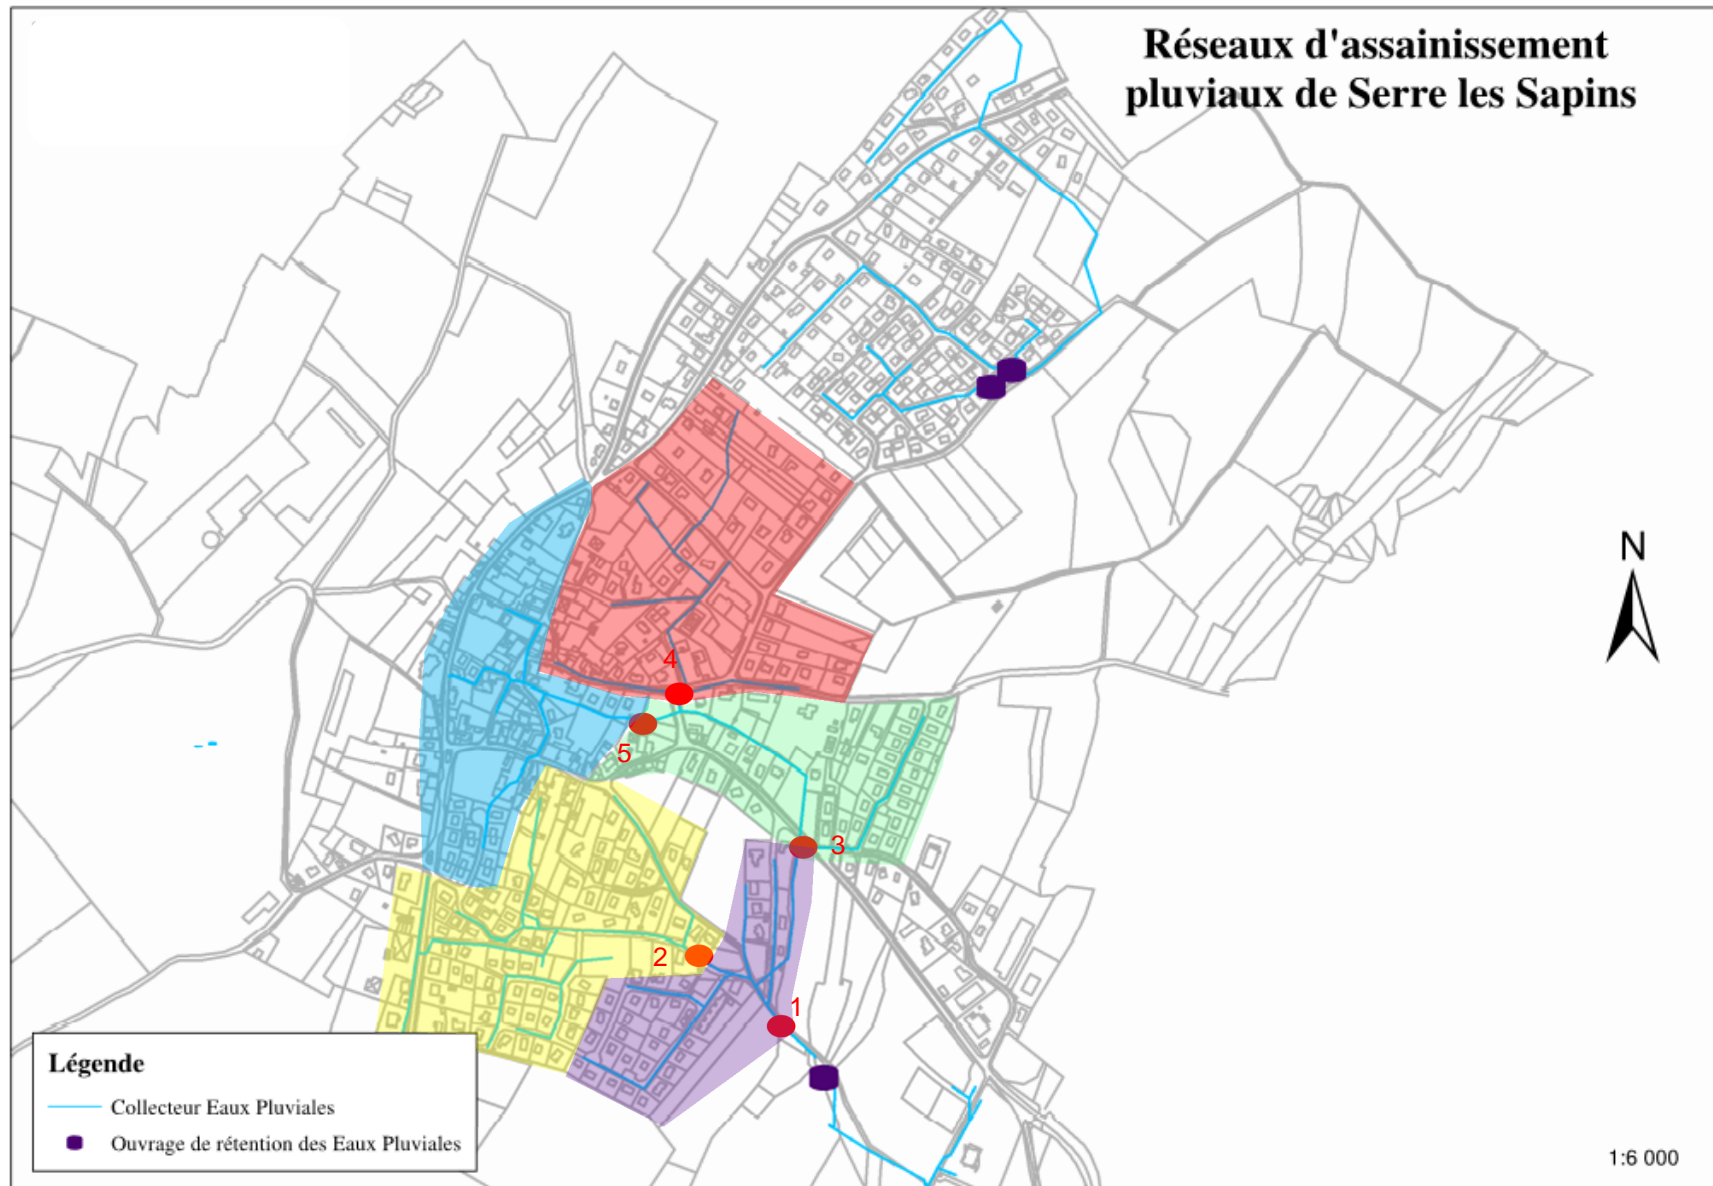 Réseaux d'assainissement
pluviaux de Serre les Sapins
N
4
5
3
2
1
Légende
Collecteur Eaux Pluviales
Ouvrage de rétention des Eaux Pluviales
1:6 000